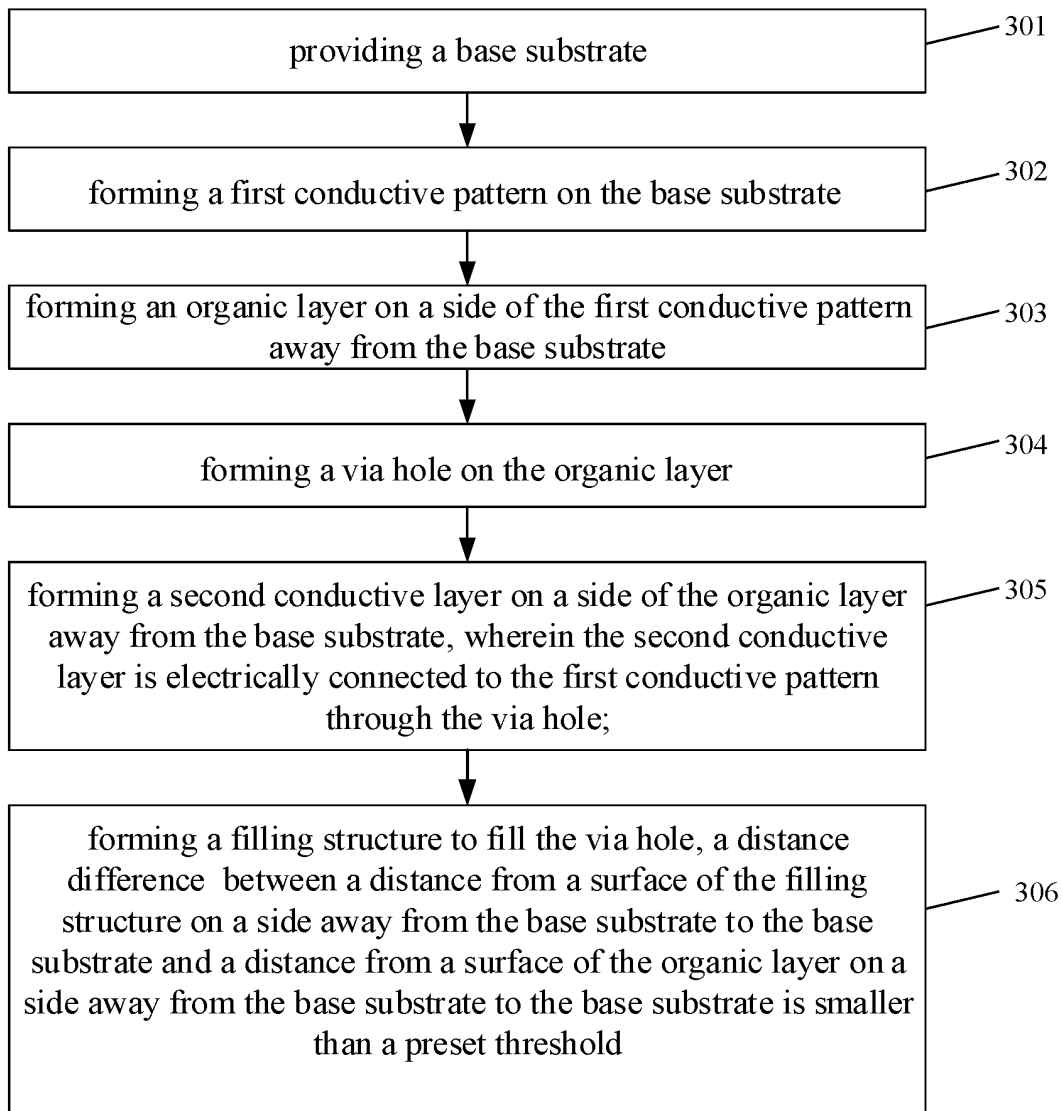 providing a base substrate
301
forming a first conductive pattern on the base substrate
302
forming an organic layer on a side of the first conductive pattern
away from the base substrate
303
forming a via hole on the organic layer
304
forming a second conductive layer on a side of the organic layer
away from the base substrate, wherein the second conductive
layer is electrically connected to the first conductive pattern
through the via hole;
305
forming a filling structure to fill the via hole, a distance
difference between a distance from a surface of the filling
structure on a side away from the base substrate to the base
substrate and a distance from a surface of the organic layer on a
side away from the base substrate to the base substrate is smaller
than a preset threshold
306